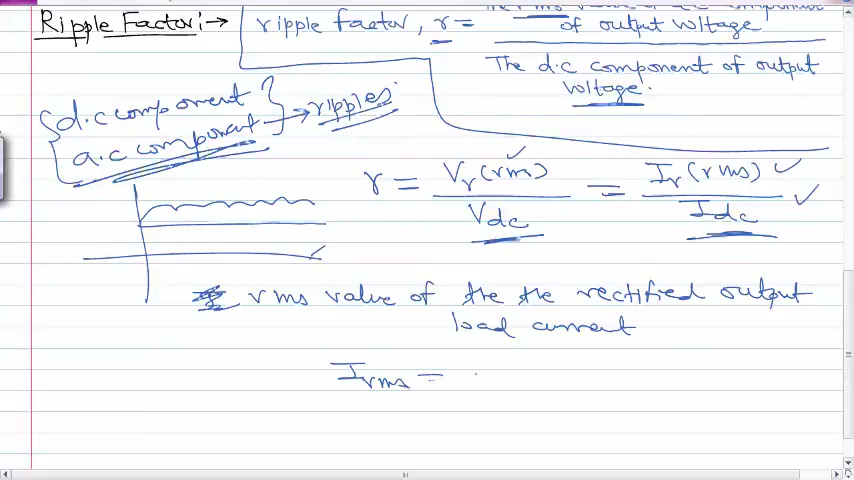 Ripple Factor:→
ripple factor, r =
of output voltage
The d.c component of output
voltage.
{d.c component
a.c component} → ripples
r = Vr(rms) / Vdc = Ir(rms) / Idc
rms value of the the rectified output
load current
Irms =